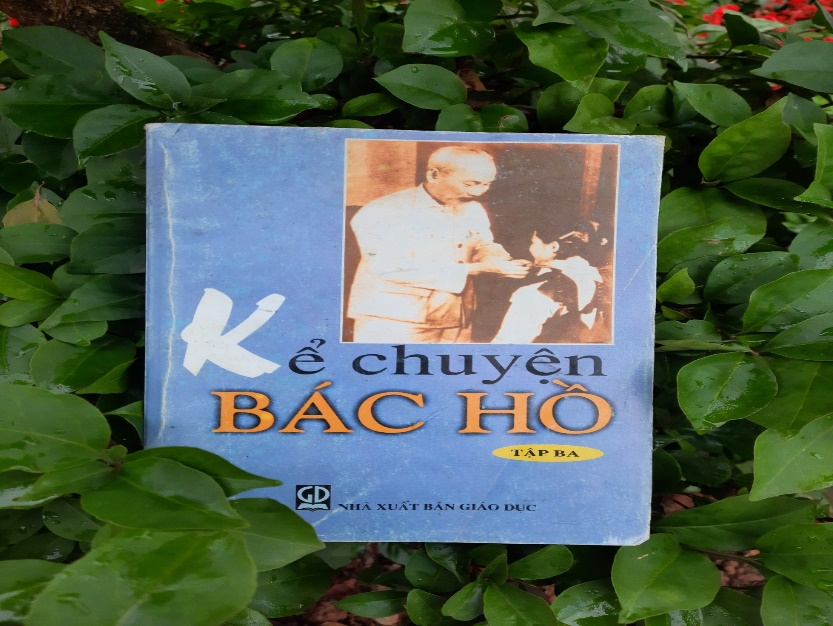 Kể chuyện
BÁC HỒ
TẬP BA
GD
NHÀ XUẤT BẢN GIÁO DỤC